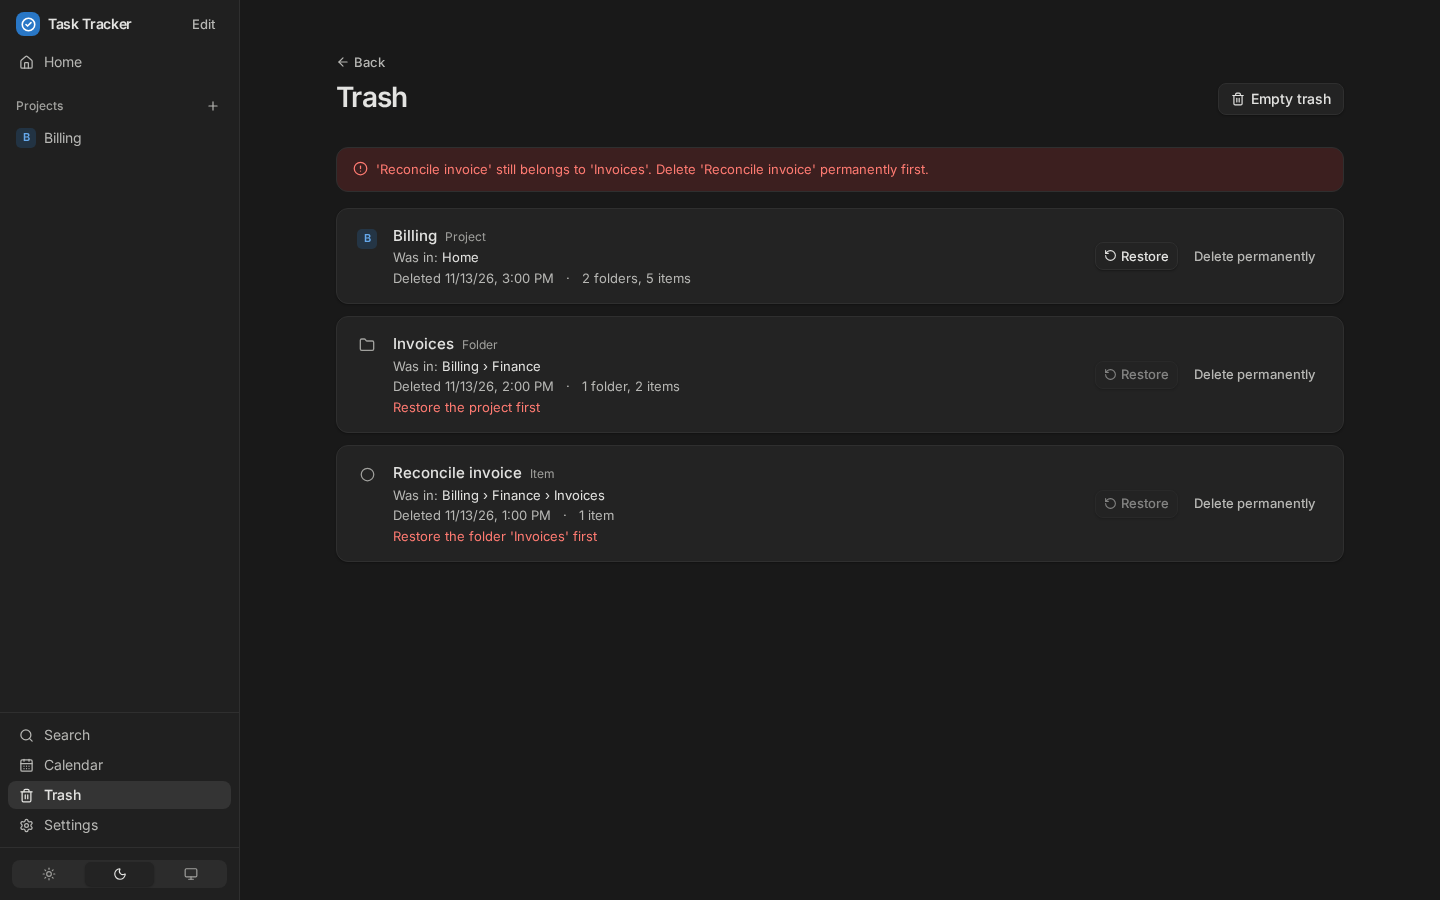 Task Tracker
Edit
Home
Projects
B
Billing
Search
Calendar
Trash
Settings
Back
Trash
Empty trash
'Reconcile invoice' still belongs to 'Invoices'. Delete 'Reconcile invoice' permanently first.
B
Billing Project
Was in: Home
Deleted 11/13/26, 3:00 PM · 2 folders, 5 items
Restore
Delete permanently
Invoices Folder
Was in: Billing › Finance
Deleted 11/13/26, 2:00 PM · 1 folder, 2 items
Restore the project first
Restore
Delete permanently
Reconcile invoice Item
Was in: Billing › Finance › Invoices
Deleted 11/13/26, 1:00 PM · 1 item
Restore the folder 'Invoices' first
Restore
Delete permanently